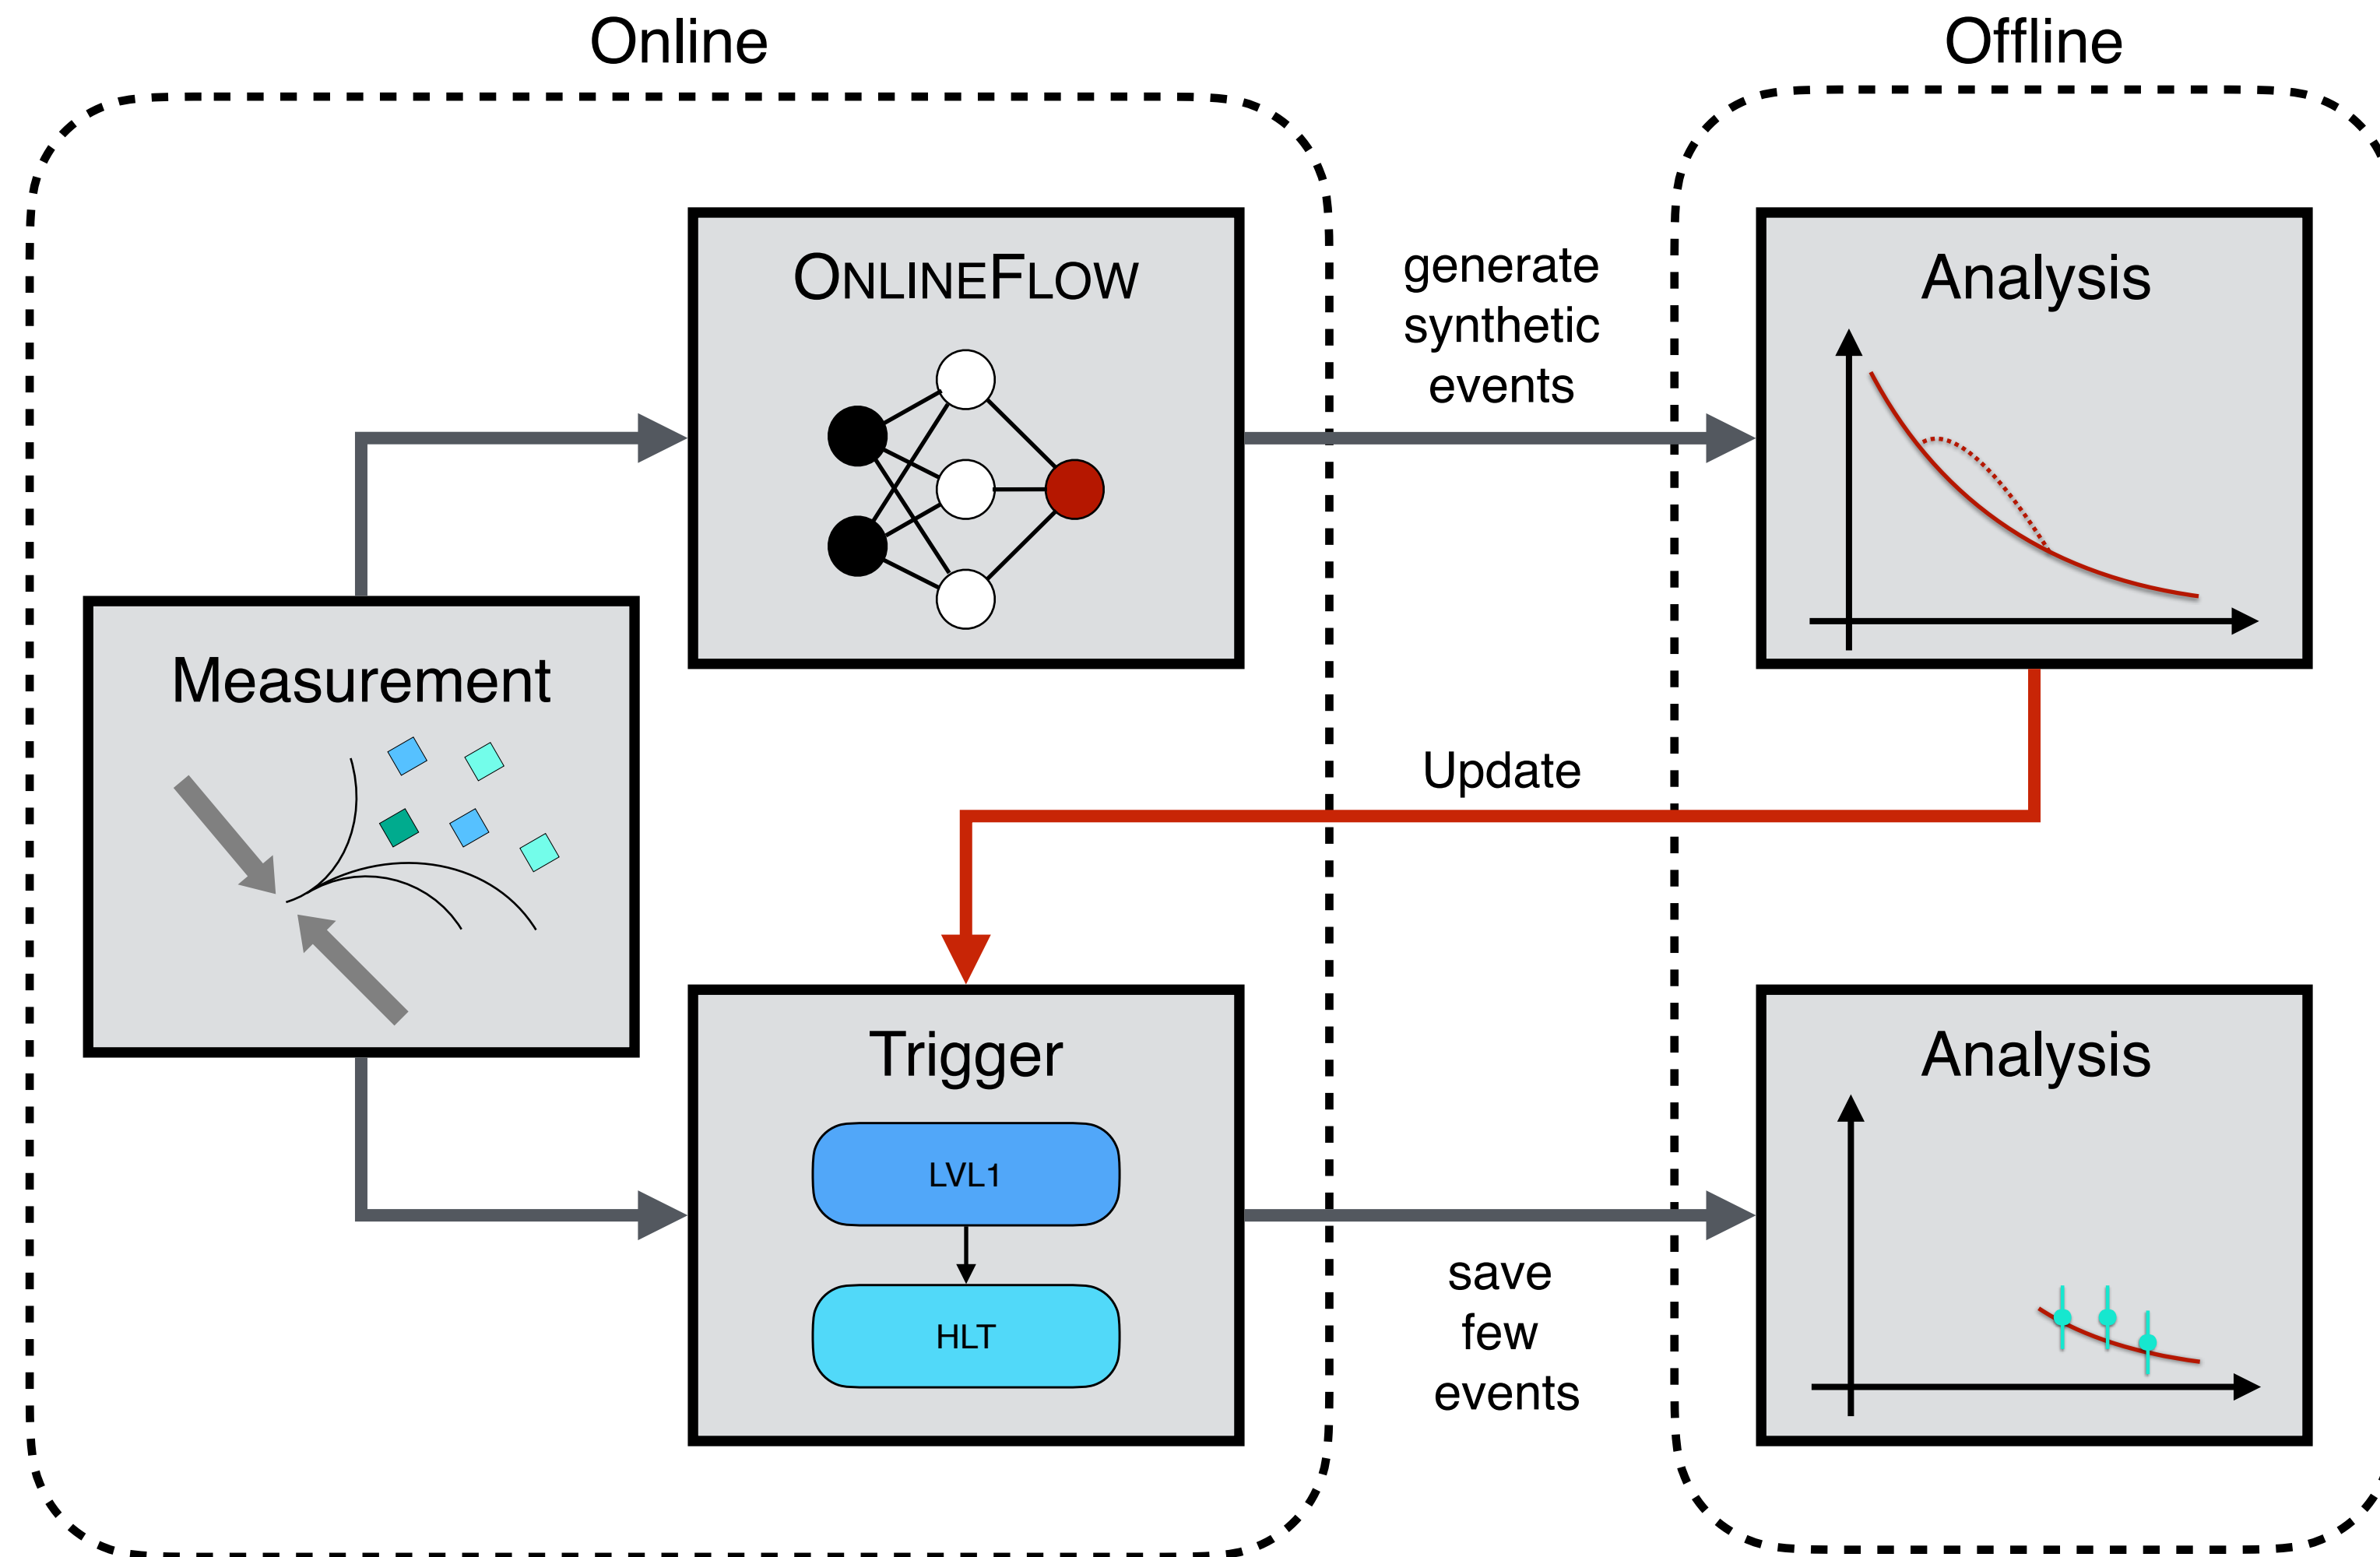 Online
Offline
ONLINEFLOW
generate
synthetic
events
Analysis
Measurement
Update
Trigger
LVL1
HLT
save
few
events
Analysis